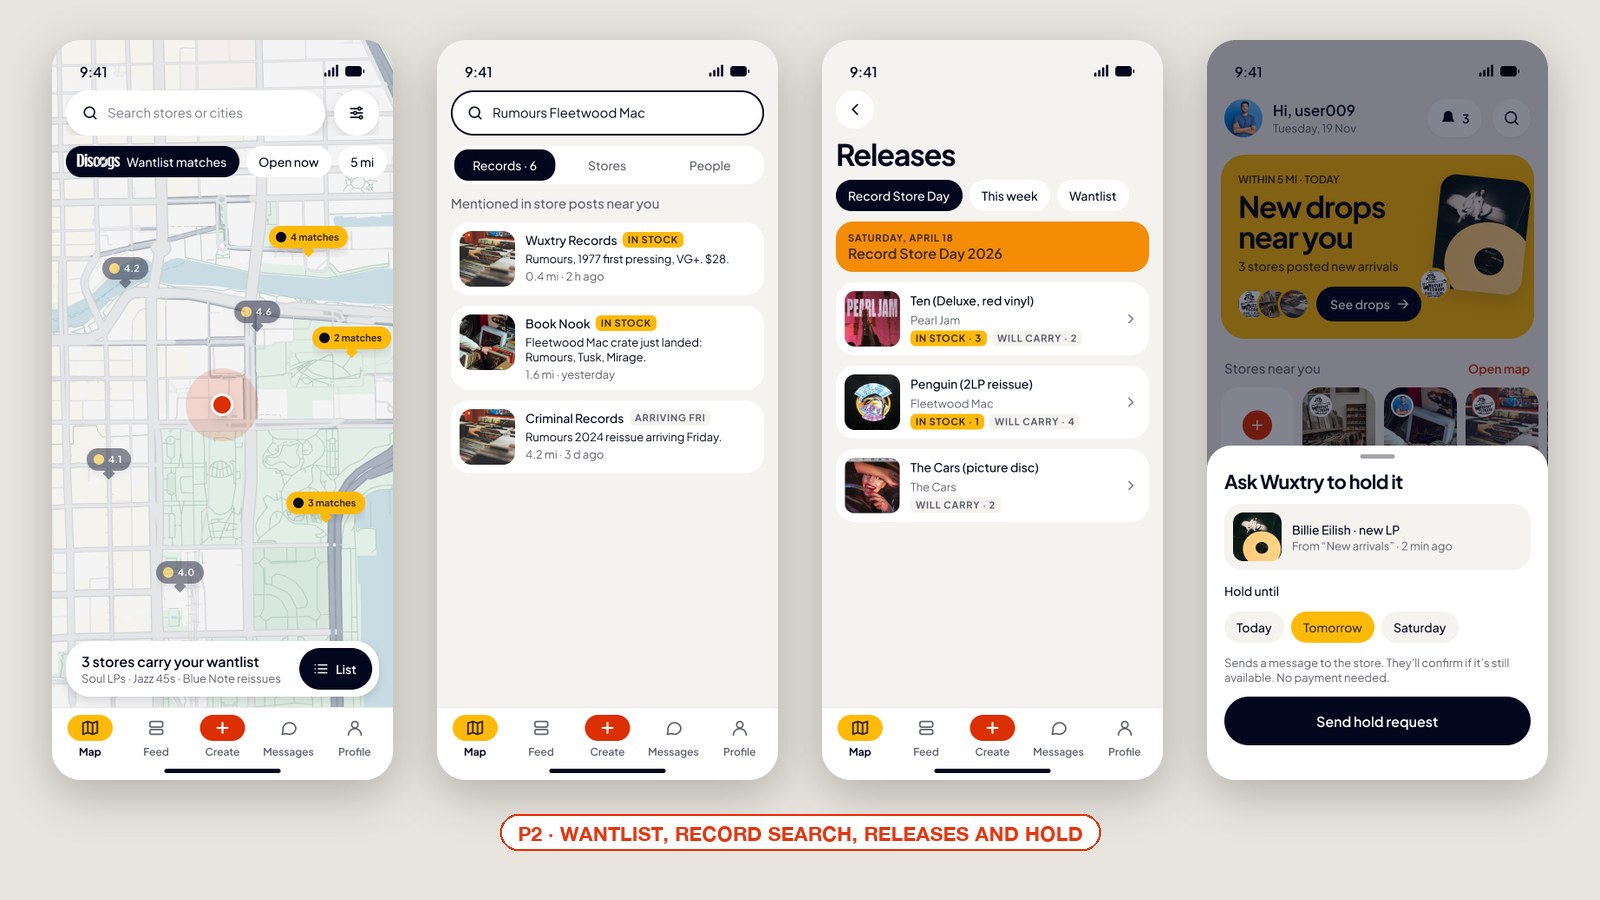 9:41
Search stores or cities
Discogs Wantlist matches
Open now
5 mi
4 matches
4.2
4.6
2 matches
4.1
3 matches
4.0
3 stores carry your wantlist
Soul LPs · Jazz 45s · Blue Note reissues
List
Map
Feed
Create
Messages
Profile
9:41
Rumours Fleetwood Mac
Records · 6
Stores
People
Mentioned in store posts near you
Wuxtry Records IN STOCK
Rumours, 1977 first pressing, VG+. $28.
0.4 mi · 2 h ago
Book Nook IN STOCK
Fleetwood Mac crate just landed:
Rumours, Tusk, Mirage.
1.6 mi · yesterday
Criminal Records ARRIVING FRI
Rumours 2024 reissue arriving Friday.
4.2 mi · 3 d ago
Map
Feed
Create
Messages
Profile
9:41
Releases
Record Store Day
This week
Wantlist
SATURDAY, APRIL 18
Record Store Day 2026
PEARL JAM
Ten (Deluxe, red vinyl)
Pearl Jam
IN STOCK · 3
WILL CARRY · 2
Penguin (2LP reissue)
Fleetwood Mac
IN STOCK · 1
WILL CARRY · 4
The Cars (picture disc)
The Cars
WILL CARRY · 2
Map
Feed
Create
Messages
Profile
9:41
Hi, user009
Tuesday, 19 Nov
3
WITHIN 5 MI · TODAY
New drops
near you
3 stores posted new arrivals
See drops
Stores near you
Open map
Ask Wuxtry to hold it
Billie Eilish · new LP
From “New arrivals” · 2 min ago
Hold until
Today
Tomorrow
Saturday
Sends a message to the store. They’ll confirm if it’s still
available. No payment needed.
Send hold request
P2 · WANTLIST, RECORD SEARCH, RELEASES AND HOLD